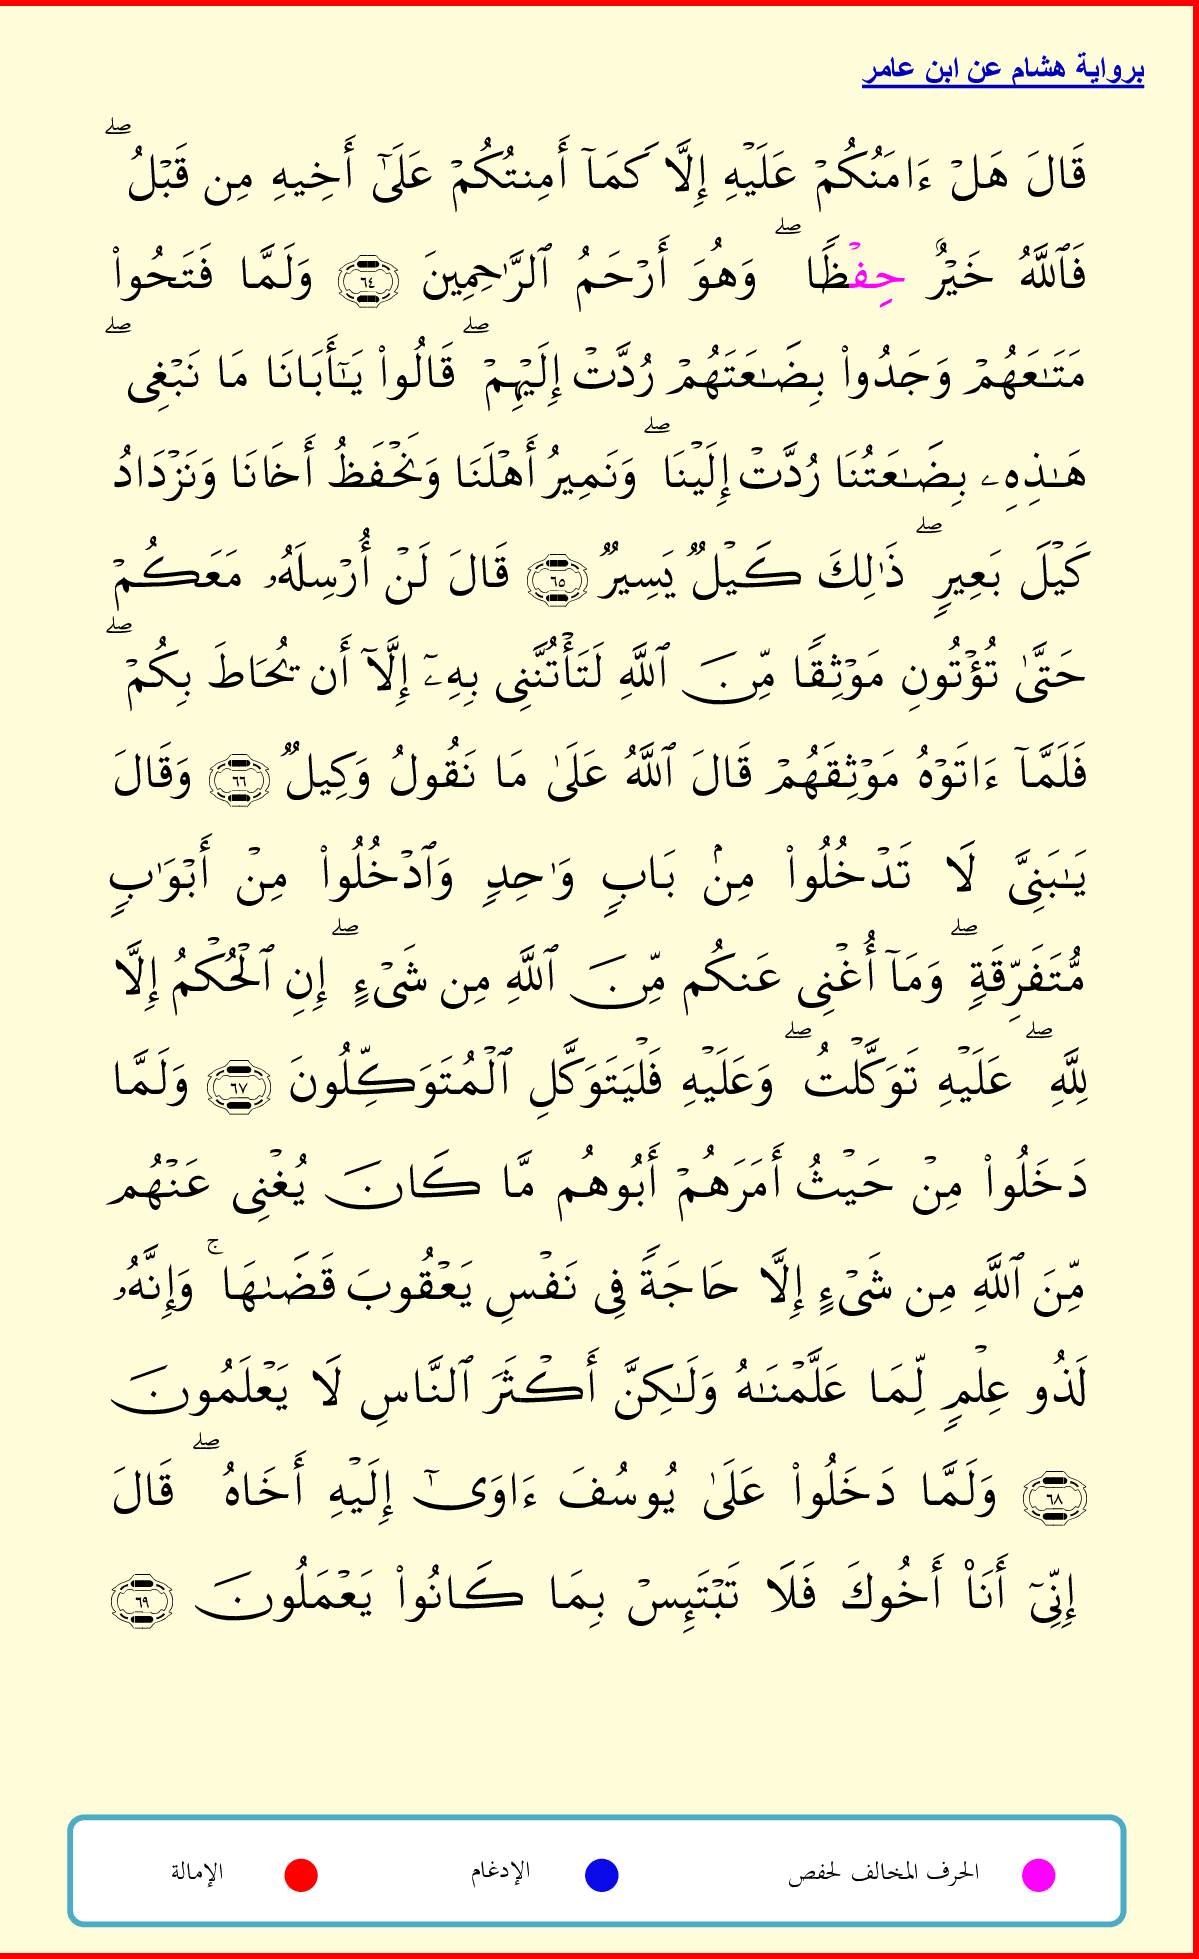 برواية هشام عن ابن عامر
قَالَ هَلۡ ءَامَنُكُمۡ عَلَيۡهِ إِلَّا كَمَآ أَمِنتُكُمۡ عَلَىٰٓ أَخِيهِ مِن قَبۡلُۖ
فَٱللَّهُ خَيۡرٌ حِفۡظًاۖ وَهُوَ أَرۡحَمُ ٱلرَّٰحِمِينَ ٦٤ وَلَمَّا فَتَحُواْ
مَتَٰعَهُمۡ وَجَدُواْ بِضَٰعَتَهُمۡ رُدَّتۡ إِلَيۡهِمۡۖ قَالُواْ يَٰٓأَبَانَا مَا نَبۡغِىۖ
هَٰذِهِۦ بِضَٰعَتُنَا رُدَّتۡ إِلَيۡنَاۖ وَنَمِيرُ أَهۡلَنَا وَنَحۡفَظُ أَخَانَا وَنَزۡدَادُ
كَيۡلَ بَعِيرٖۖ ذَٰلِكَ كَيۡلٞ يَسِيرٞ ٦٥ قَالَ لَنۡ أُرۡسِلَهُۥ مَعَكُمۡ
حَتَّىٰ تُؤۡتُونِ مَوۡثِقًا مِّنَ ٱللَّهِ لَتَأۡتُنَّنِى بِهِۦٓ إِلَّآ أَن يُحَاطَ بِكُمۡۖ
فَلَمَّآ ءَاتَوۡهُ مَوۡثِقَهُمۡ قَالَ ٱللَّهُ عَلَىٰ مَا نَقُولُ وَكِيلٞ ٦٦ وَقَالَ
يَٰبَنِىَّ لَا تَدۡخُلُواْ مِنۢ بَابٖ وَٰحِدٖ وَٱدۡخُلُواْ مِنۡ أَبۡوَٰبٖ
مُّتَفَرِّقَةٖۖ وَمَآ أُغۡنِى عَنكُم مِّنَ ٱللَّهِ مِن شَىۡءٍۖ إِنِ ٱلۡحُكۡمُ إِلَّا
لِلَّهِۖ عَلَيۡهِ تَوَكَّلۡتُۖ وَعَلَيۡهِ فَلۡيَتَوَكَّلِ ٱلۡمُتَوَكِّلُونَ ٦٧ وَلَمَّا
دَخَلُواْ مِنۡ حَيۡثُ أَمَرَهُمۡ أَبُوهُم مَّا كَانَ يُغۡنِى عَنۡهُم
مِّنَ ٱللَّهِ مِن شَىۡءٍ إِلَّا حَاجَةٗ فِى نَفۡسِ يَعۡقُوبَ قَضَىٰهَاۚ وَإِنَّهُۥ
لَذُو عِلۡمٖ لِّمَا عَلَّمۡنَٰهُ وَلَٰكِنَّ أَكۡثَرَ ٱلنَّاسِ لَا يَعۡلَمُونَ
٦٨ وَلَمَّا دَخَلُواْ عَلَىٰ يُوسُفَ ءَاوَىٰٓ إِلَيۡهِ أَخَاهُۖ قَالَ
إِنِّىٓ أَنَا۠ أَخُوكَ فَلَا تَبۡتَئِسۡ بِمَا كَانُواْ يَعۡمَلُونَ ٦٩
الحرف المخالف لحفص الإدغام الإمالة